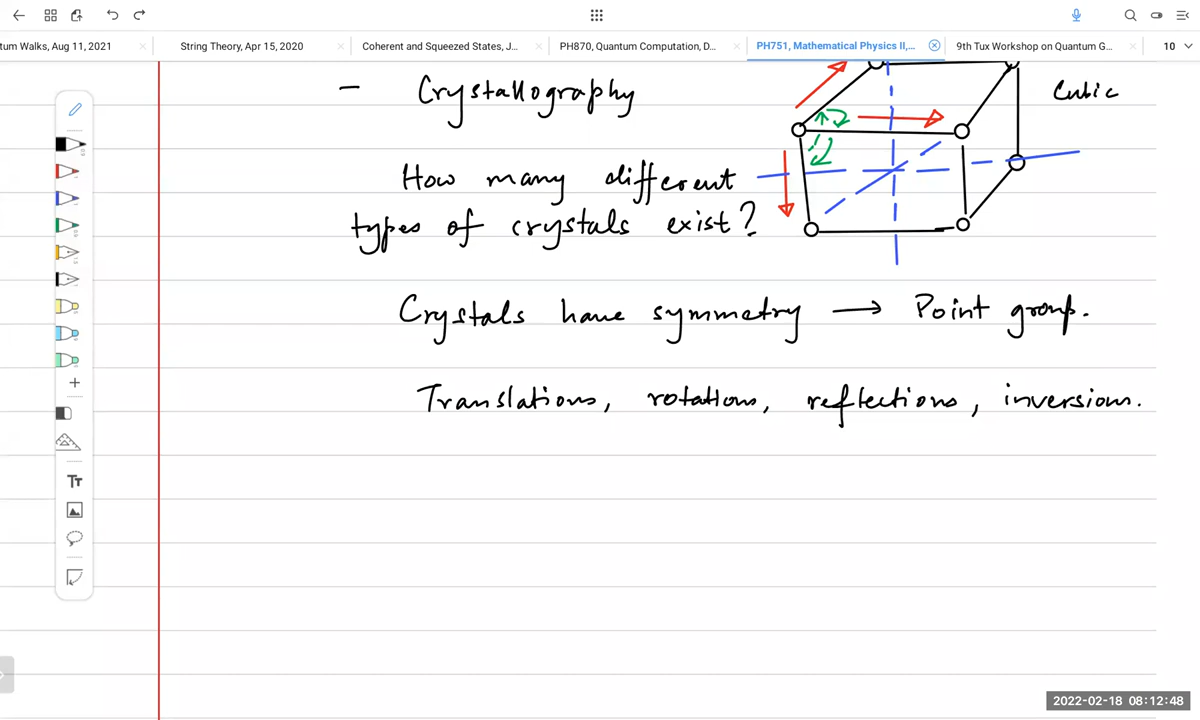 tum Walks, Aug 11, 2021
String Theory, Apr 15, 2020
Coherent and Squeezed States, J...
PH870, Quantum Computation, D...
PH751, Mathematical Physics II,...
9th Tux Workshop on Quantum G...
10
- Crystallography
Cubic
How many different
types of crystals exist?
Crystals have symmetry → Point group.
Translations, rotations, reflections, inversions.
TT
2022-02-18 08:12:48